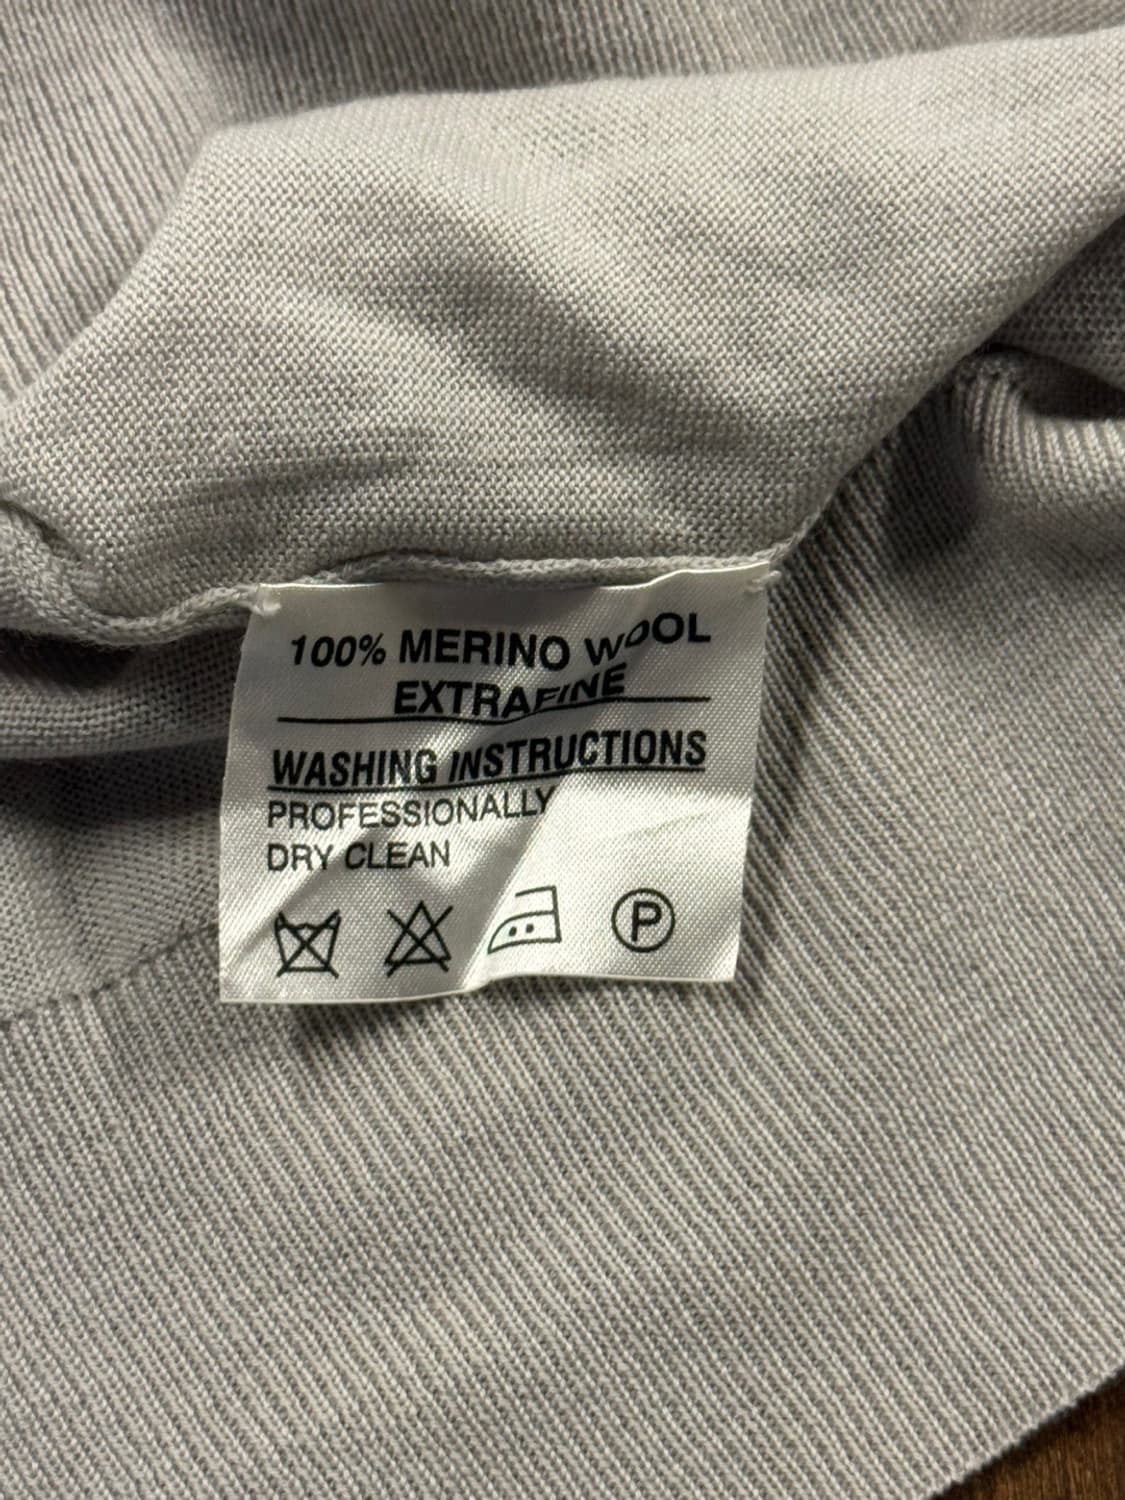 100% MERINO WOOL
EXTRAFINE
WASHING INSTRUCTIONS
PROFESSIONALLY
DRY CLEAN
P